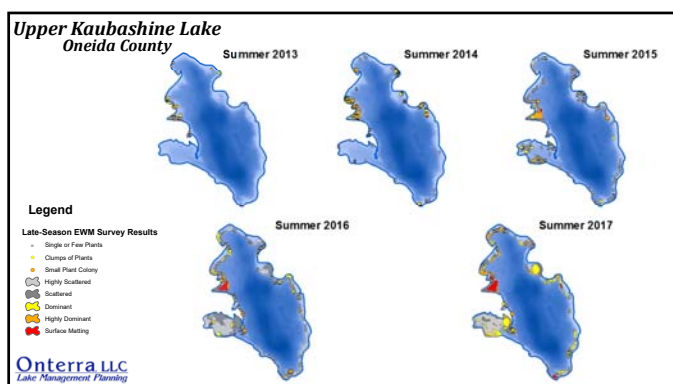 Upper Kaubashine Lake
Oneida County
Summer 2013
Summer 2014
Summer 2015
Legend
Late-Season EWM Survey Results
Single or Few Plants
Clumps of Plants
Small Plant Colony
Highly Scattered
Scattered
Dominant
Highly Dominant
Surface Matting
Summer 2016
Summer 2017
Onterra LLC
Lake Management Planning